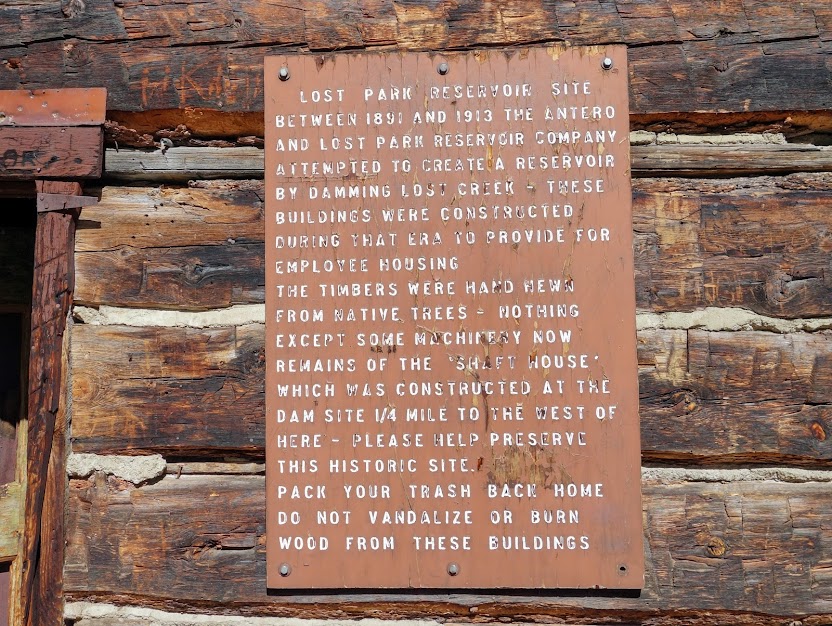 LOST PARK RESERVOIR SITE
BETWEEN 1891 AND 1913 THE ANTERO
AND LOST PARK RESERVOIR COMPANY
ATTEMPTED TO CREATE A RESERVOIR
BY DAMMING LOST CREEK - THESE
BUILDINGS WERE CONSTRUCTED
DURING THAT ERA TO PROVIDE FOR
EMPLOYEE HOUSING
THE TIMBERS WERE HAND HEWN
FROM NATIVE TREES - NOTHING
EXCEPT SOME MACHINERY NOW
REMAINS OF THE 'SHAFT HOUSE'
WHICH WAS CONSTRUCTED AT THE
DAM SITE 1/4 MILE TO THE WEST OF
HERE - PLEASE HELP PRESERVE
THIS HISTORIC SITE.
PACK YOUR TRASH BACK HOME
DO NOT VANDALIZE OR BURN
WOOD FROM THESE BUILDINGS